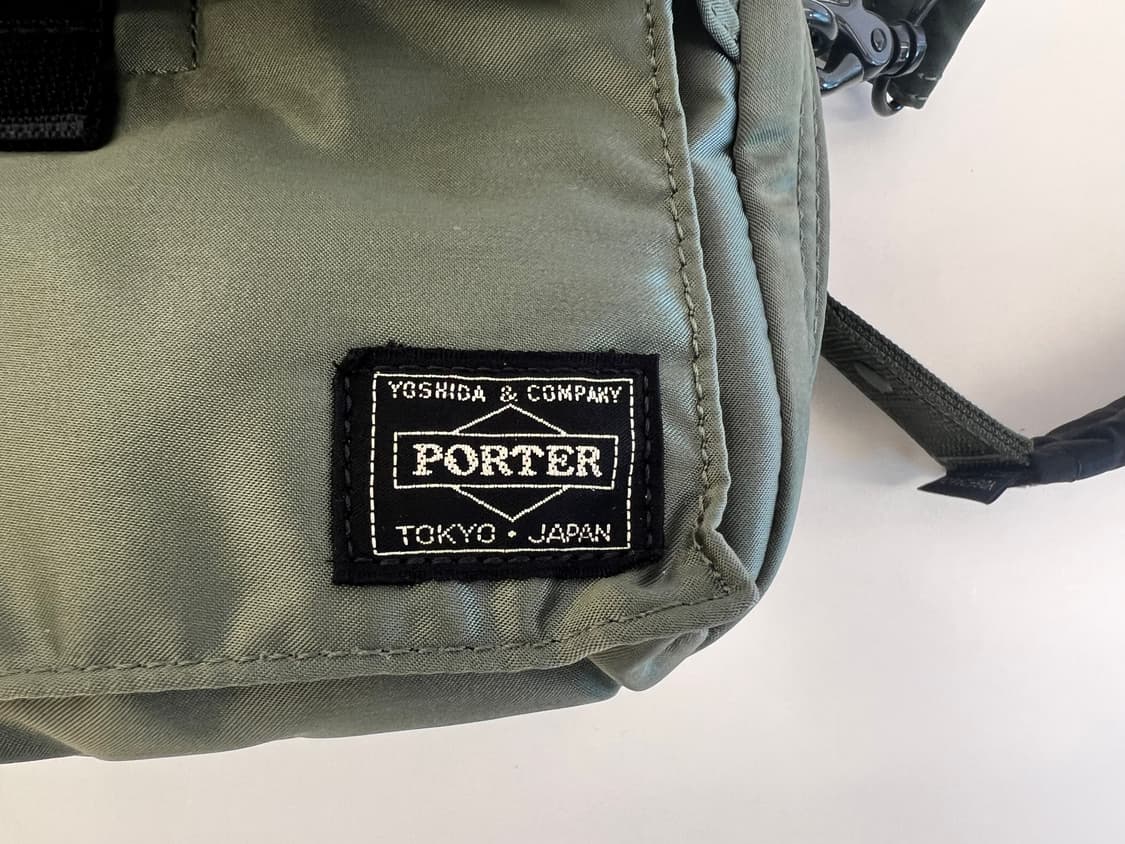 YOSHIDA & COMPANY
PORTER
TOKYO • JAPAN